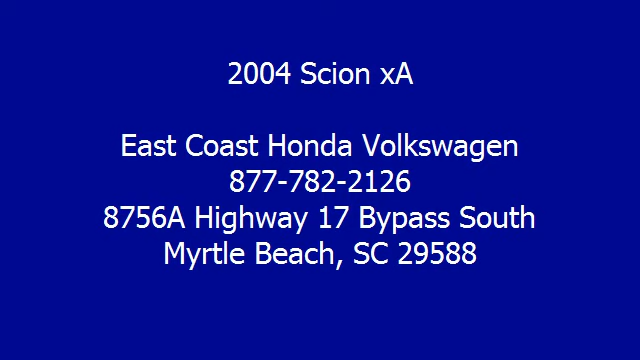 2004 Scion xA
East Coast Honda Volkswagen
877-782-2126
8756A Highway 17 Bypass South
Myrtle Beach, SC 29588